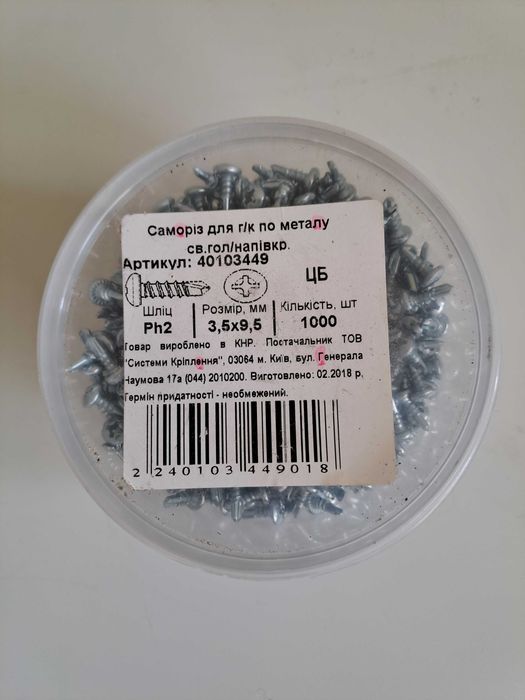 Саморіз для г/к по металу
св.гол/напівкр.
Артикул: 40103449
ЦБ
Шліц Розмір, мм Кількість, шт
Ph2 3,5x9,5 1000
Товар вироблено в КНР. Постачальник ТОВ
"Системи Кріплення", 03064 м. Київ, вул. Генерала
Наумова 17а (044) 2010200. Виготовлено: 02.2018 р.
Термін придатності - необмежений.
2 240103 449018